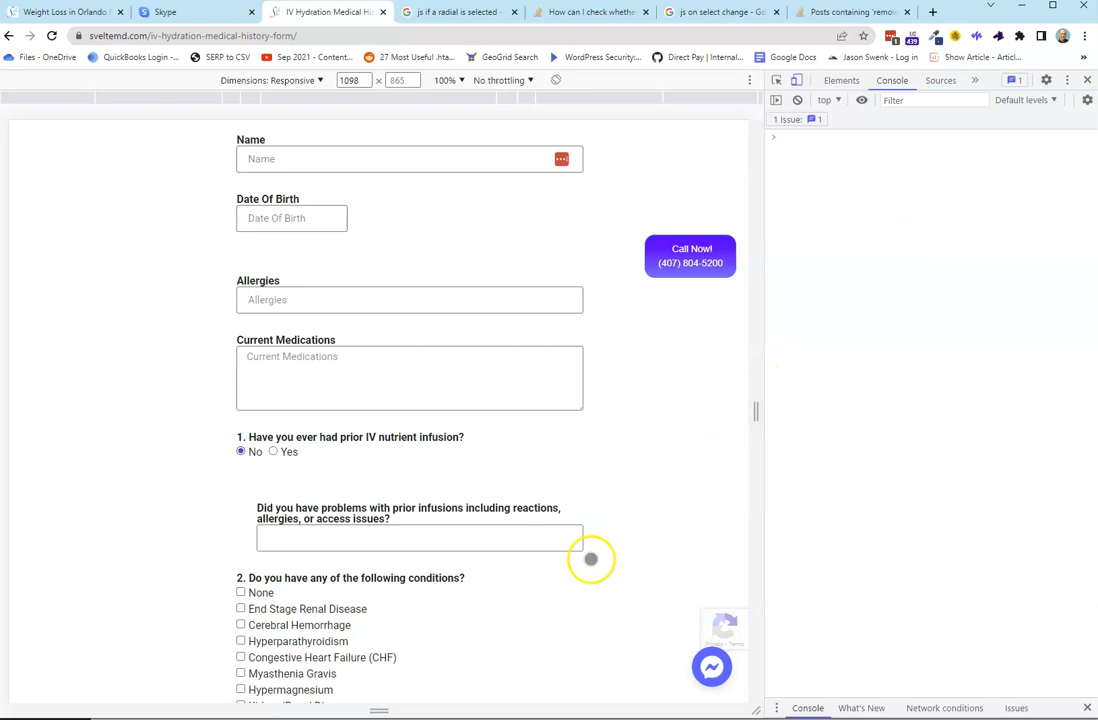 Weight Loss in Orlando
Skype
IV Hydration Medical His
js if a radial is selected -
How can I check whethe
js on select change - Go
Posts containing 'remov
sveltemd.com/iv-hydration-medical-history-form/
1
439
Files - OneDrive
QuickBooks Login -...
SERP to CSV
Sep 2021 - Content...
27 Most Useful .hta...
GeoGrid Search
WordPress Security:...
Direct Pay | Internal...
Google Docs
Jason Swenk - Log in
Show Article - Articl...
»
Dimensions: Responsive
1098
×
865
100%
No throttling
Elements
Console
Sources
»
1
top
Filter
Default levels
1 Issue:
1
Name
Name
Date Of Birth
Date Of Birth
Call Now!
(407) 804-5200
Allergies
Allergies
Current Medications
Current Medications
1. Have you ever had prior IV nutrient infusion?
No
Yes
Did you have problems with prior infusions including reactions,
allergies, or access issues?
2. Do you have any of the following conditions?
None
End Stage Renal Disease
Cerebral Hemorrhage
Hyperparathyroidism
Congestive Heart Failure (CHF)
Myasthenia Gravis
Hypermagnesium
Privacy - Terms
Console
What's New
Network conditions
Issues